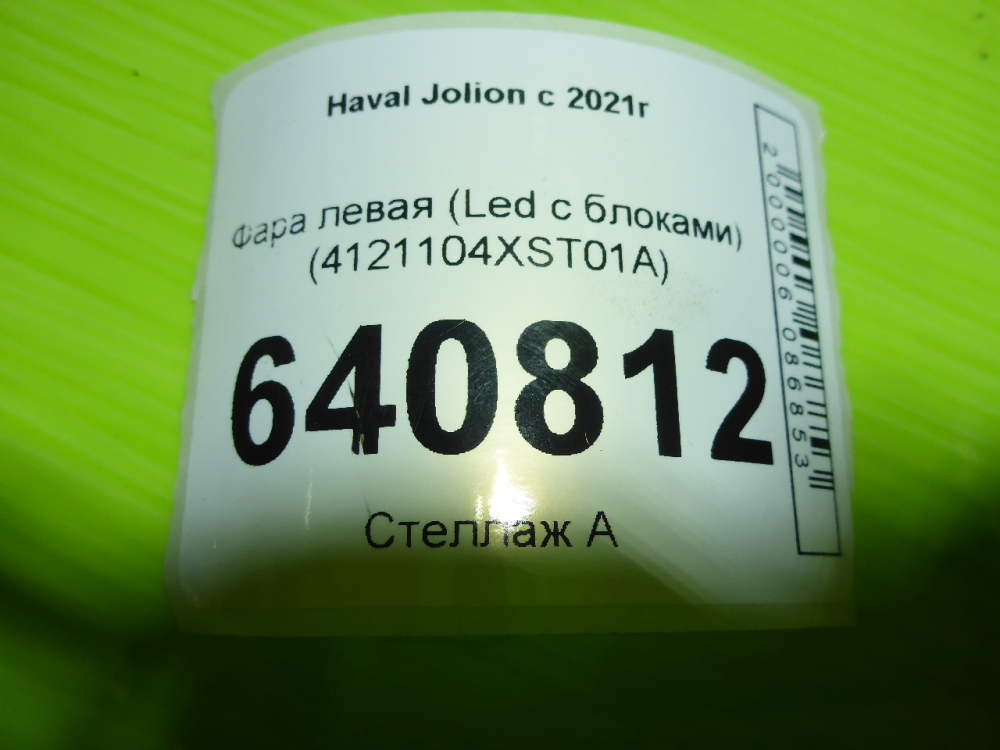 Haval Jolion с 2021г
Фара левая (Led с блоками)
(4121104XST01A)
640812
Стеллаж А
2000006086853